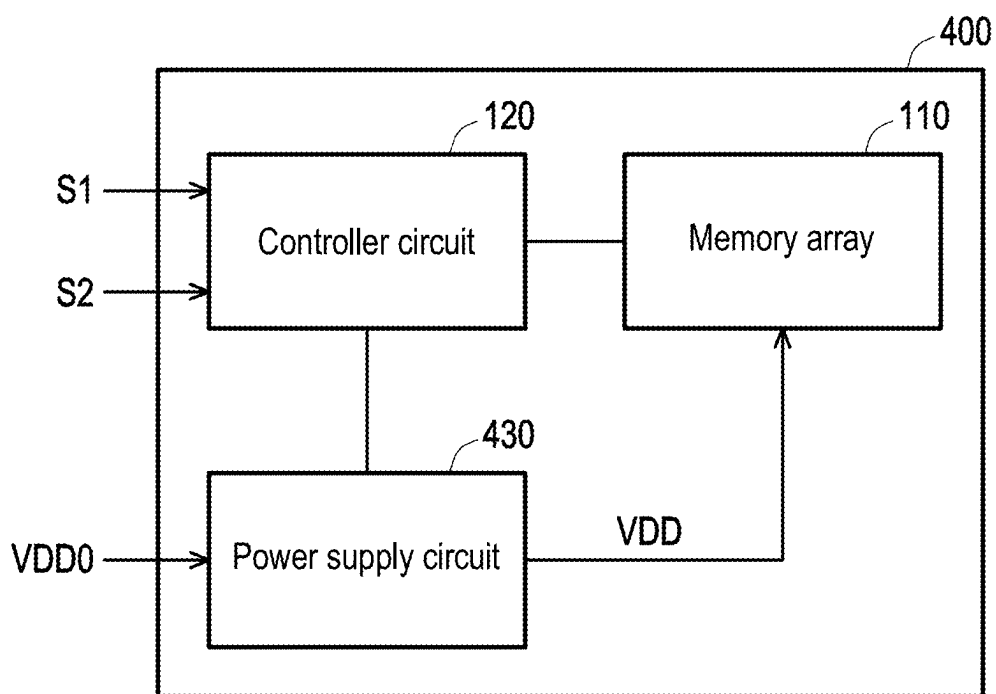 400
120
110
S1
Controller circuit
Memory array
S2
430
VDD
VDD0
Power supply circuit